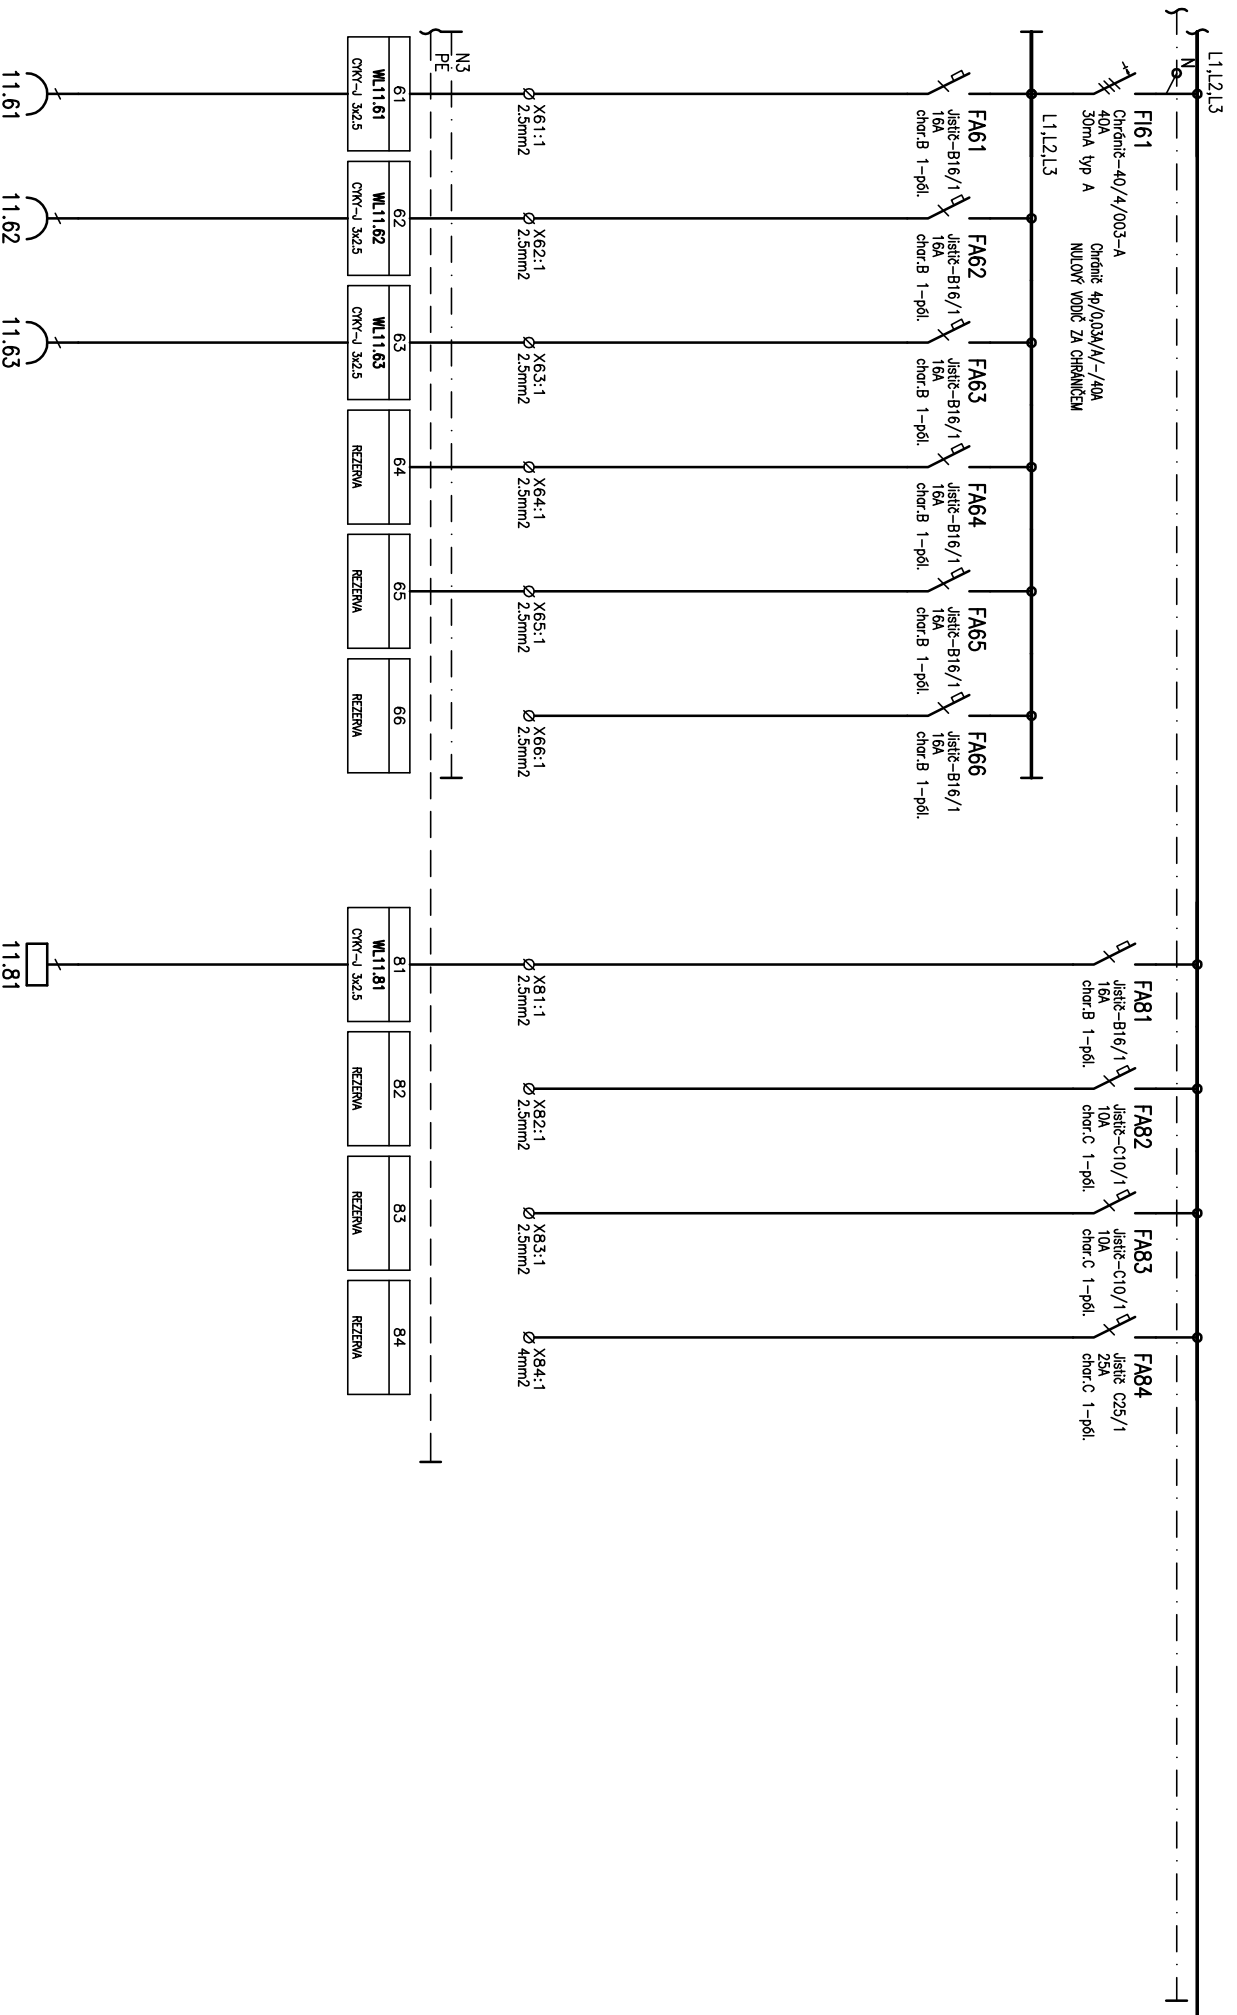 L1,L2,L3
N
FI61
Chránič-40/4/003-A
40A
30mA typ A
Chránič 4p/0,03A/A/-/40A
NULOVÝ VODIČ ZA CHRÁNIČEM
L1,L2,L3
FA61
Jistič-B16/1
16A
char.B 1-pól.
FA62
Jistič-B16/1
16A
char.B 1-pól.
FA63
Jistič-B16/1
16A
char.B 1-pól.
FA64
Jistič-B16/1
16A
char.B 1-pól.
FA65
Jistič-B16/1
16A
char.B 1-pól.
FA66
Jistič-B16/1
16A
char.B 1-pól.
FA81
Jistič-B16/1
16A
char.B 1-pól.
FA82
Jistič-C10/1
10A
char.C 1-pól.
FA83
Jistič-C10/1
10A
char.C 1-pól.
FA84
Jistič C25/1
25A
char.C 1-pól.
X61:1
2.5mm2
X62:1
2.5mm2
X63:1
2.5mm2
X64:1
2.5mm2
X65:1
2.5mm2
X66:1
2.5mm2
X81:1
2.5mm2
X82:1
2.5mm2
X83:1
2.5mm2
X84:1
4mm2
N3
PE
61
WL11.61
CYKY-J 3x2.5
62
WL11.62
CYKY-J 3x2.5
63
WL11.63
CYKY-J 3x2.5
64
REZERVA
65
REZERVA
66
REZERVA
81
WL11.81
CYKY-J 3x2.5
82
REZERVA
83
REZERVA
84
REZERVA
11.61
11.62
11.63
11.81